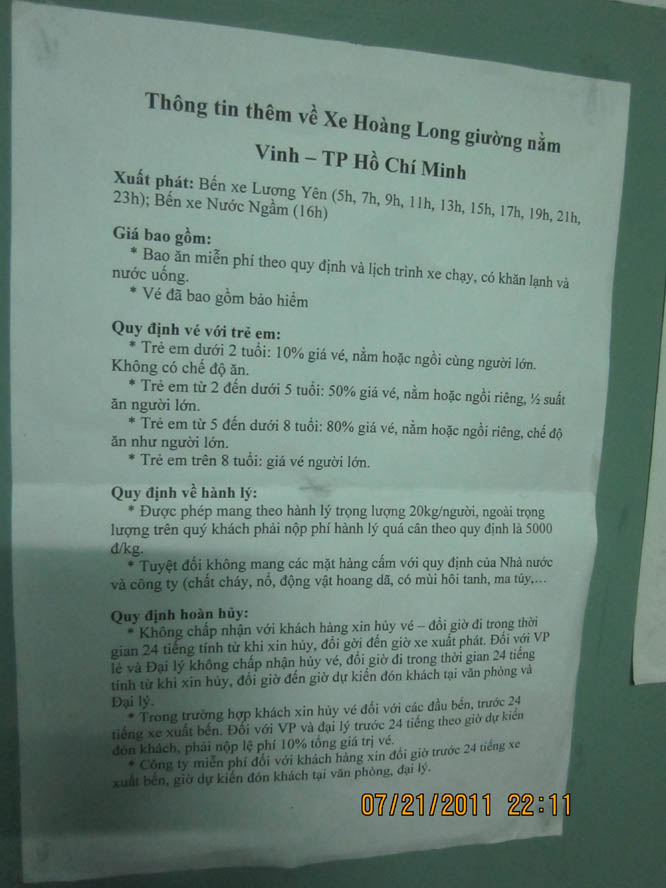 Thông tin thêm về Xe Hoàng Long giường nằm
Vinh – TP Hồ Chí Minh
Xuất phát: Bến xe Lương Yên (5h, 7h, 9h, 11h, 13h, 15h, 17h, 19h, 21h,
23h); Bến xe Nước Ngầm (16h)
Giá bao gồm:
* Bao ăn miễn phí theo quy định và lịch trình xe chạy, có khăn lạnh và
nước uống.
* Vé đã bao gồm bảo hiểm
Quy định vé với trẻ em:
* Trẻ em dưới 2 tuổi: 10% giá vé, nằm hoặc ngồi cùng người lớn.
Không có chế độ ăn.
* Trẻ em từ 2 đến dưới 5 tuổi: 50% giá vé, nằm hoặc ngồi riêng, ½ suất
ăn người lớn.
* Trẻ em từ 5 đến dưới 8 tuổi: 80% giá vé, nằm hoặc ngồi riêng, chế độ
ăn như người lớn.
* Trẻ em trên 8 tuổi: giá vé người lớn.
Quy định về hành lý:
* Được phép mang theo hành lý trọng lượng 20kg/người, ngoài trọng
lượng trên quý khách phải nộp phí hành lý quá cân theo quy định là 5000
đ/kg.
* Tuyệt đối không mang các mặt hàng cấm với quy định của Nhà nước
và công ty (chất cháy, nổ, động vật hoang dã, có mùi hôi tanh, ma túy,…
Quy định hoàn hủy:
* Không chấp nhận với khách hàng xin hủy vé – đổi giờ đi trong thời
gian 24 tiếng tính từ khi xin hủy, đổi gời đến giờ xe xuất phát. Đối với VP
lẻ và Đại lý không chấp nhận hủy vé, đổi giờ đi trong thời gian 24 tiếng
tính từ khi xin hủy, đổi giờ đến giờ dự kiến đón khách tại văn phòng và
Đại lý.
* Trong trường hợp khách xin hủy vé đối với các đầu bến, trước 24
tiếng xe xuất bến. Đối với VP và đại lý trước 24 tiếng theo giờ dự kiến
đón khách, phải nộp lệ phí 10% tổng giá trị vé.
* Công ty miễn phí đối với khách hàng xin đổi giờ trước 24 tiếng xe
xuất bến, giờ dự kiến đón khách tại văn phòng, đại lý.
07/21/2011 22:11